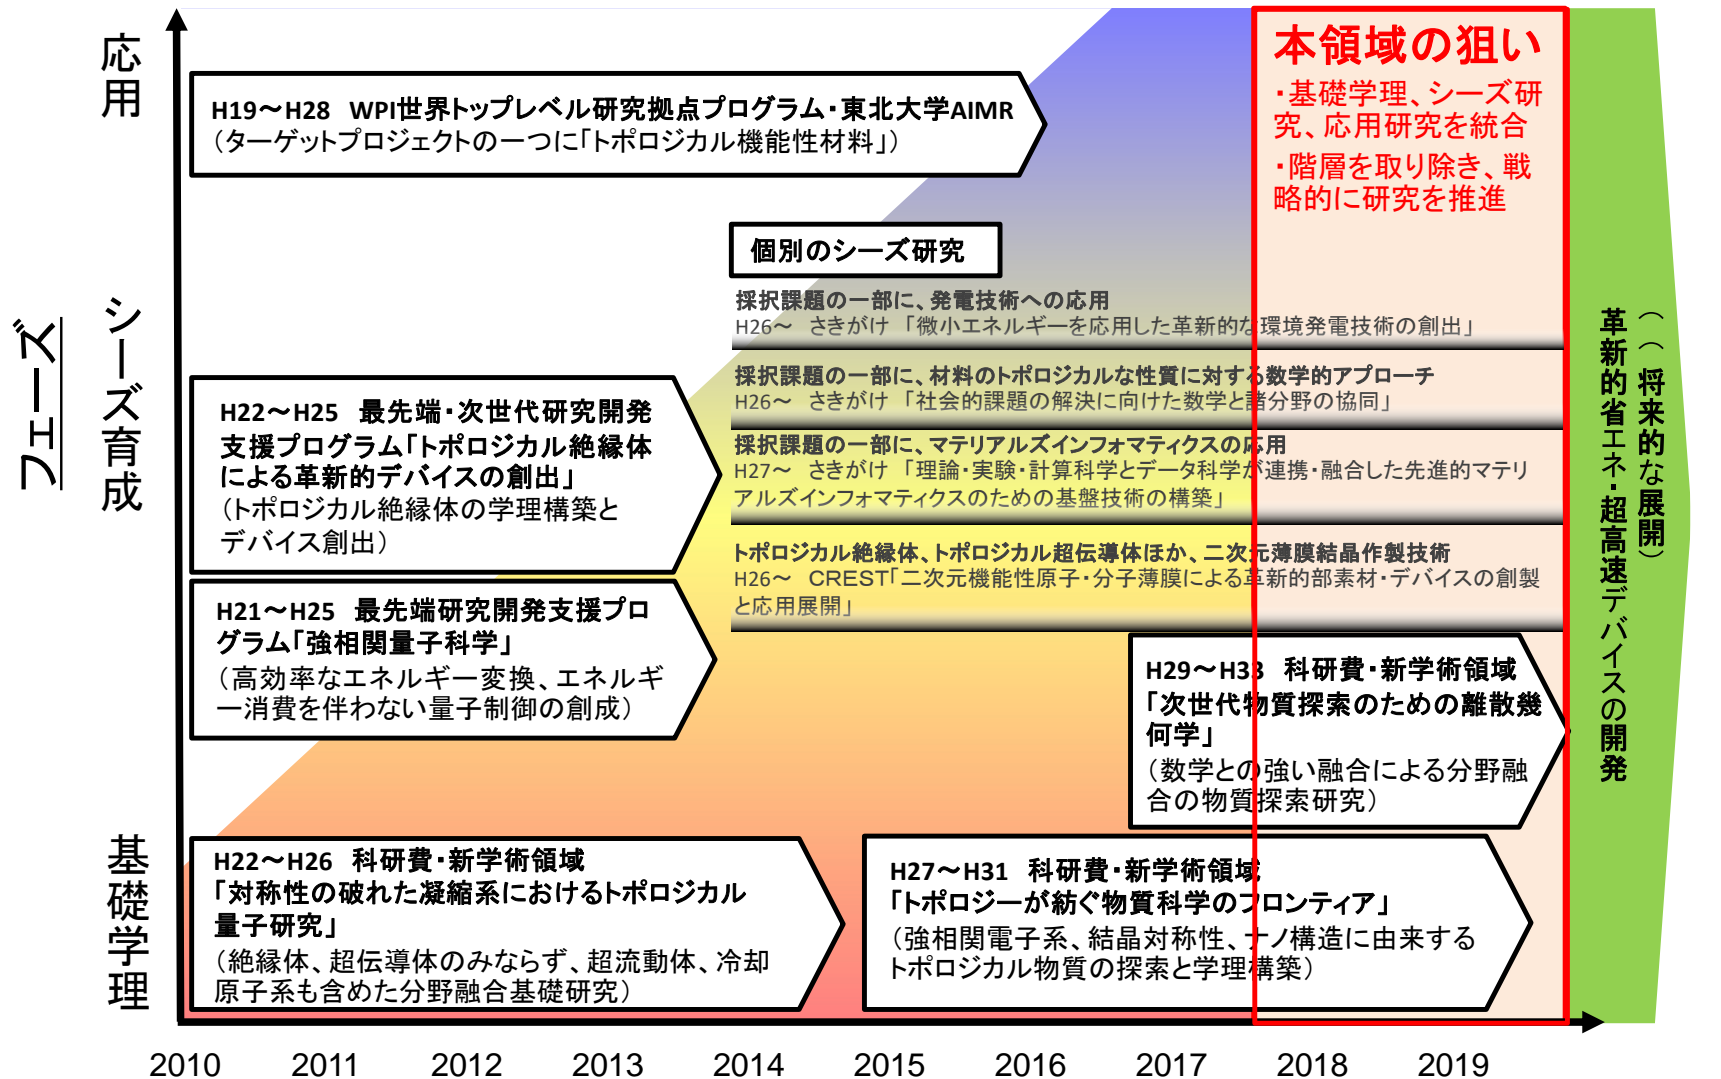 フェーズ
応用
シーズ育成
基礎学理
H19～H28 WPI世界トップレベル研究拠点プログラム・東北大学AIMR
（ターゲットプロジェクトの一つに「トポロジカル機能性材料」）
本領域の狙い
・基礎学理、シーズ研
究、応用研究を統合
・階層を取り除き、戦
略的に研究を推進
個別のシーズ研究
採択課題の一部に、発電技術への応用
H26～ さきがけ 「微小エネルギーを応用した革新的な環境発電技術の創出」
採択課題の一部に、材料のトポロジカルな性質に対する数学的アプローチ
H26～ さきがけ 「社会的課題の解決に向けた数学と諸分野の協同」
採択課題の一部に、マテリアルズインフォマティクスの応用
H27～ さきがけ 「理論・実験・計算科学とデータ科学が連携・融合した先進的マテリ
アルズインフォマティクスのための基盤技術の構築」
トポロジカル絶縁体、トポロジカル超伝導体ほか、二次元薄膜結晶作製技術
H26～ CREST「二次元機能性原子・分子薄膜による革新的部素材・デバイスの創製
と応用展開」
H22～H25 最先端・次世代研究開発
支援プログラム「トポロジカル絶縁体
による革新的デバイスの創出」
（トポロジカル絶縁体の学理構築と
デバイス創出）
H21～H25 最先端研究開発支援プロ
グラム「強相関量子科学」
（高効率なエネルギー変換、エネルギ
ー消費を伴わない量子制御の創成）
H29～H33 科研費・新学術領域
「次世代物質探索のための離散幾
何学」
（数学との強い融合による分野融
合の物質探索研究）
H22～H26 科研費・新学術領域
「対称性の破れた凝縮系におけるトポロジカル
量子研究」
（絶縁体、超伝導体のみならず、超流動体、冷却
原子系も含めた分野融合基礎研究）
H27～H31 科研費・新学術領域
「トポロジーが紡ぐ物質科学のフロンティア」
（強相関電子系、結晶対称性、ナノ構造に由来する
トポロジカル物質の探索と学理構築）
（（将来的な展開）
革新的省エネ・超高速デバイスの開発
2010 2011 2012 2013 2014 2015 2016 2017 2018 2019